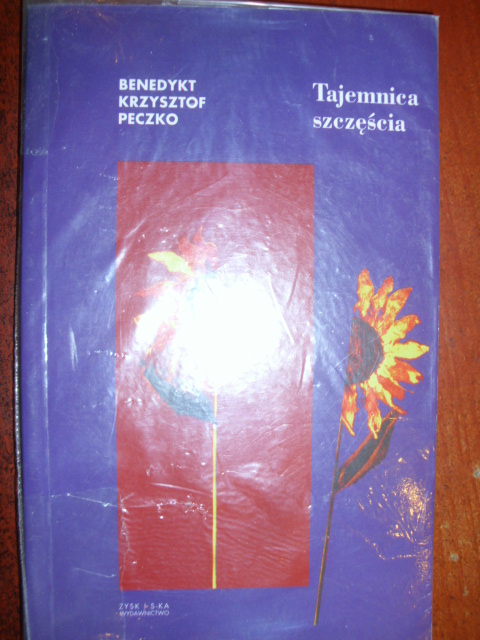 BENEDYKT
KRZYSZTOF
PECZKO
Tajemnica
szczęścia
ZYSK I S-KA
WYDAWNICTWO